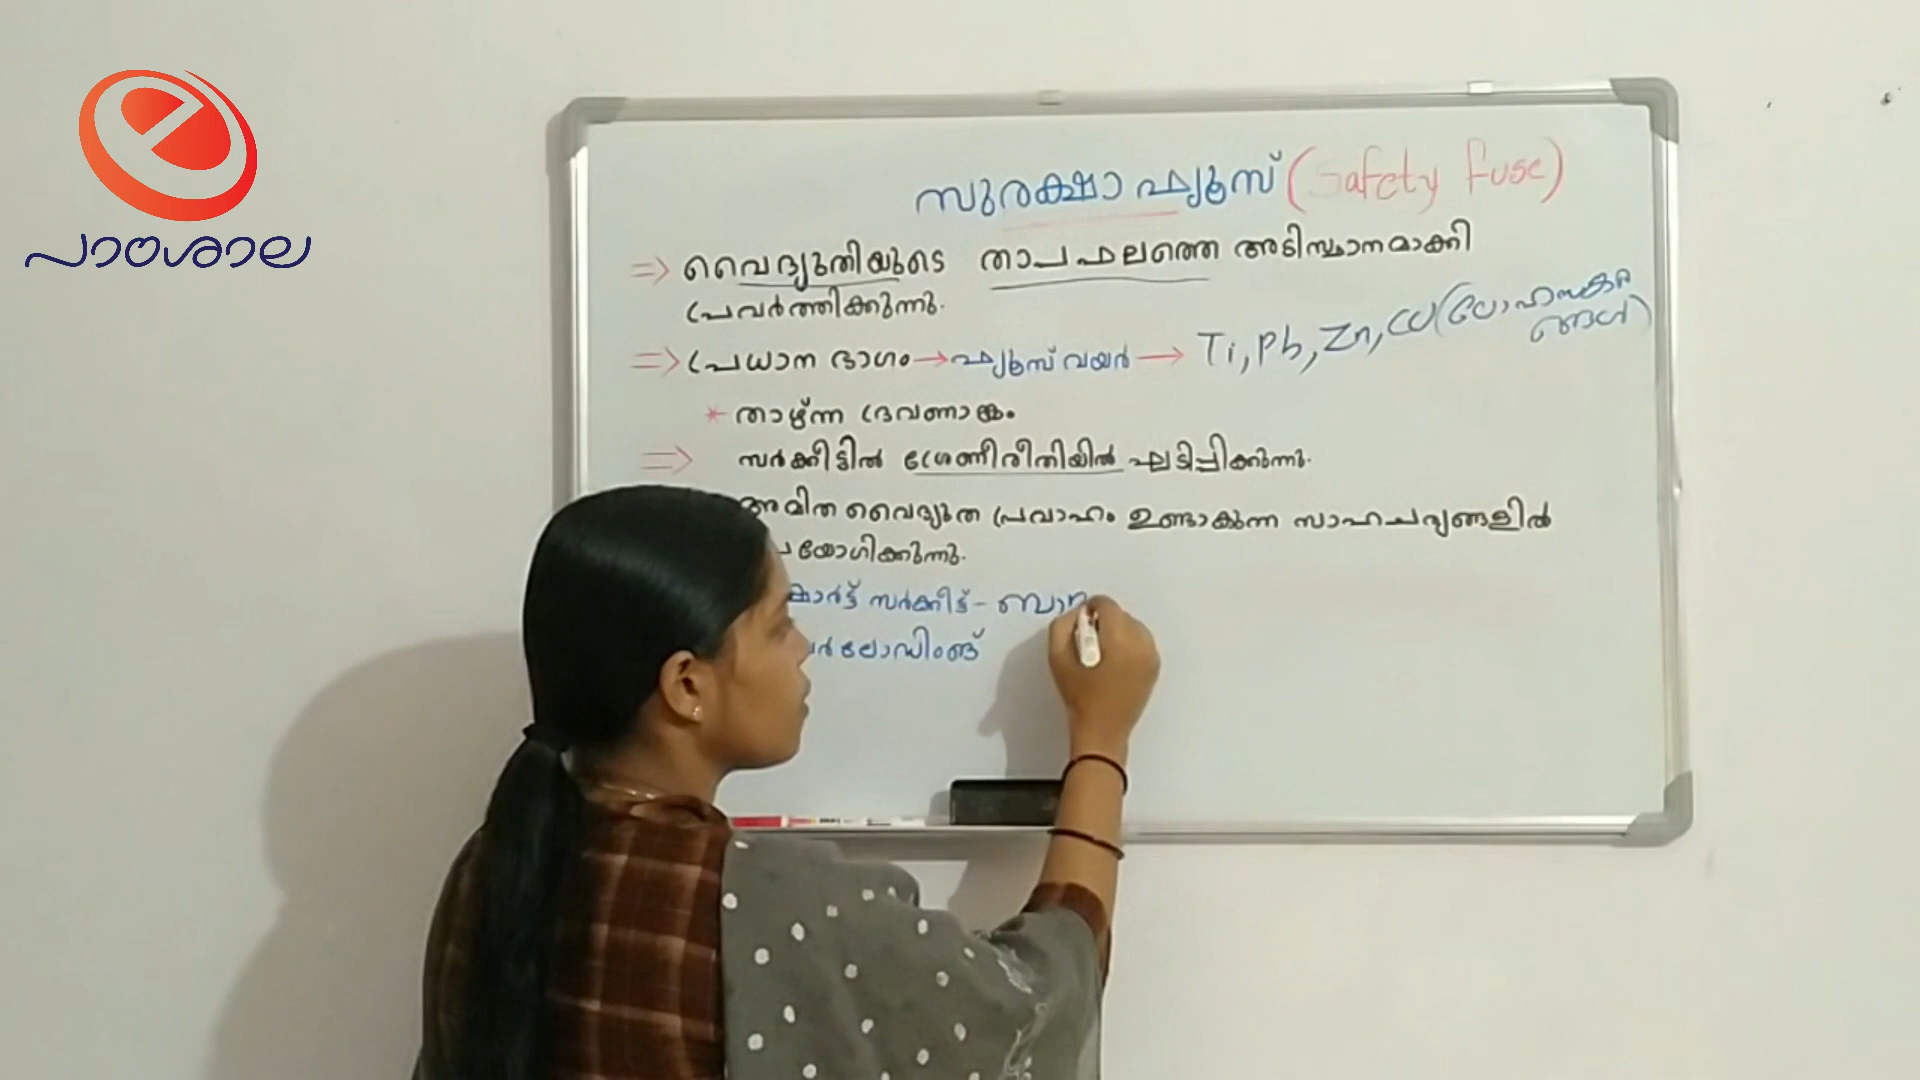 പാഠശാല
സുരക്ഷാ ഫ്യൂസ് (Safety fuse)
⇒ വൈദ്യുതിയുടെ താപഫലത്തെ അടിസ്ഥാനമാക്കി
പ്രവർത്തിക്കുന്നു.
⇒ പ്രധാന ഭാഗം → ഫ്യൂസ് വയർ → Ti, Pb, Zn, Cu (ലോഹസങ്കര
ങ്ങൾ)
* താഴ്ന്ന ദ്രവണാങ്കം
⇒ സർക്കീട്ടിൽ ശ്രേണീരീതിയിൽ ഘടിപ്പിക്കുന്നു.
അമിത വൈദ്യുത പ്രവാഹം ഉണ്ടാകുന്ന സാഹചര്യങ്ങളിൽ
യോഗിക്കുന്നു.
ഷോർട്ട് സർക്കീട്ട് -
ർലോഡിംങ്ങ്